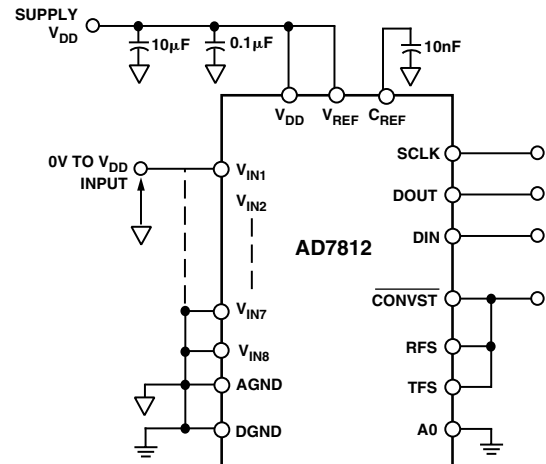 SUPPLY
VDD
10μF
0.1μF
10nF
VDD
VREF
CREF
0V TO VDD
INPUT
VIN1
VIN2
VIN7
VIN8
AGND
DGND
AD7812
SCLK
DOUT
DIN
CONVST
RFS
TFS
A0